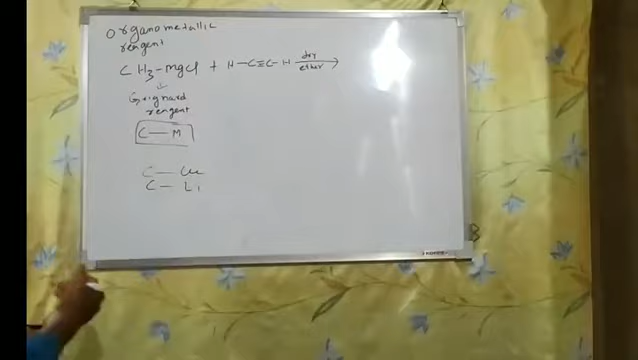 Organometallic
reagent
CH3-MgCl + H-C≡C-H dry ether →
Grignard
reagent
C-M
C-Cu
C-Li